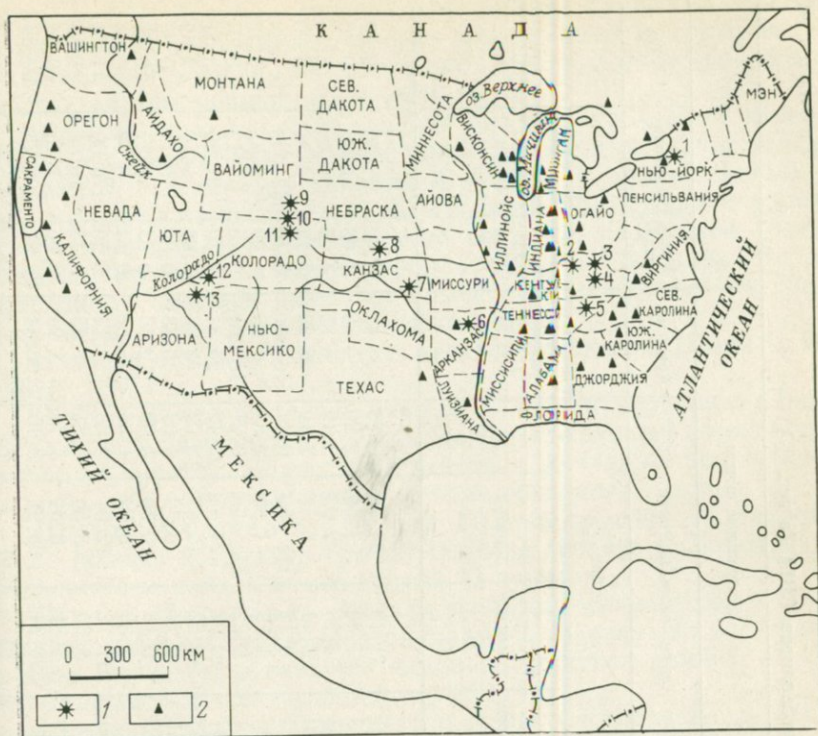 КАНАДА
ВАШИНГТОН
МОНТАНА
СЕВ.
ДАКОТА
МИННЕСОТА
оз. Верхнее
МЭН
ОРЕГОН
АЙДАХО
ЮЖ.
ДАКОТА
ВИСКОНСИН
оз. Мичиган
МИЧИГАН
1
НЬЮ-ЙОРК
Снейк
ВАЙОМИНГ
АЙОВА
ПЕНСИЛЬВАНИЯ
САКРАМЕНТО
НЕВАДА
ЮТА
9
10
11
НЕБРАСКА
ИЛЛИНОЙС
ИНДИАНА
ОГАЙО
ВИРГИНИЯ
КАЛИФОРНИЯ
Колорадо
12
КОЛОРАДО
8
КАНЗАС
7
МИССУРИ
2
3
4
КЕНТУККИ
13
АРИЗОНА
НЬЮ-
МЕКСИКО
ОКЛАХОМА
6
АРКАНЗАС
ТЕННЕССИ
5
СЕВ.
КАРОЛИНА
ЮЖ.
КАРОЛИНА
ТЕХАС
ЛУИЗИАНА
МИССИСИПИ
АЛАБАМА
ДЖОРДЖИЯ
ФЛОРИДА
АТЛАНТИЧЕСКИЙ
ОКЕАН
ТИХИЙ ОКЕАН
МЕКСИКА
0 300 600 км
1 2